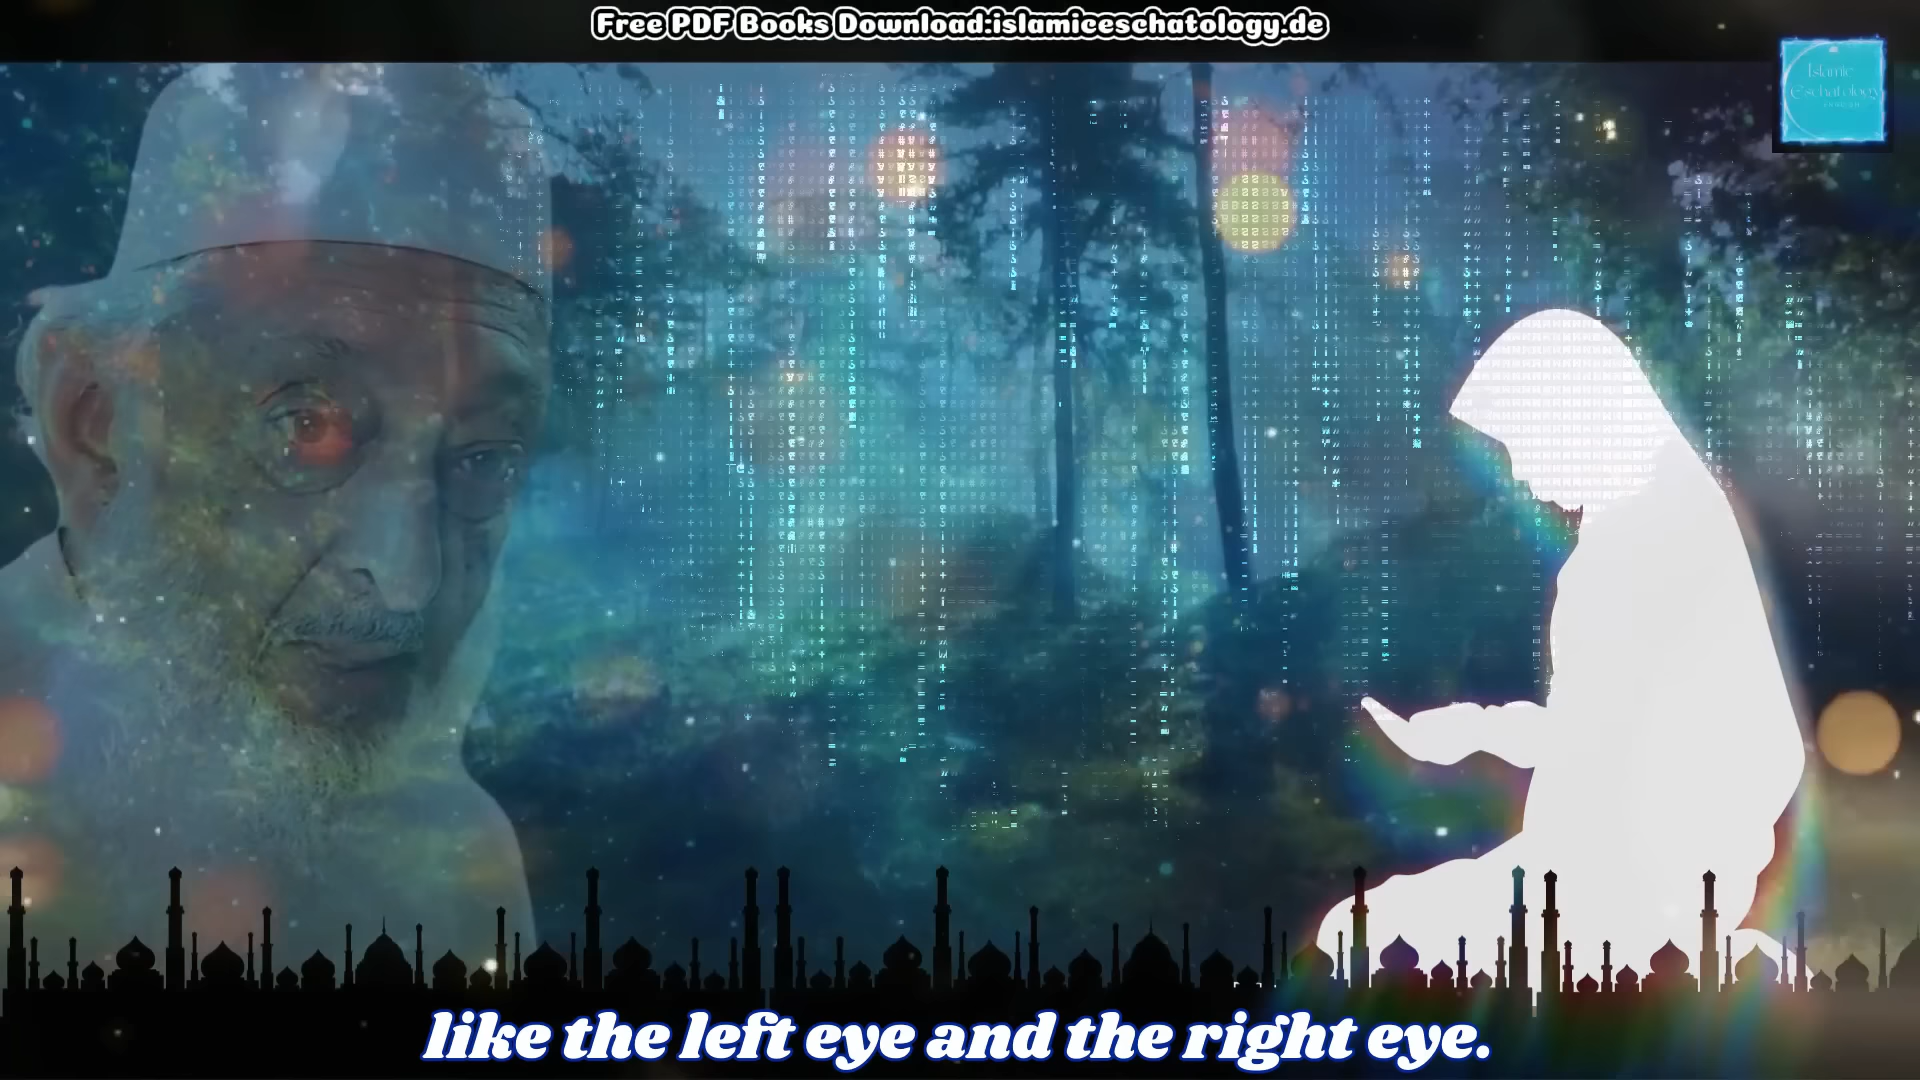 Free PDF Books Download:islamiceschatology.de
Islamic
Eschatology
like the left eye and the right eye.